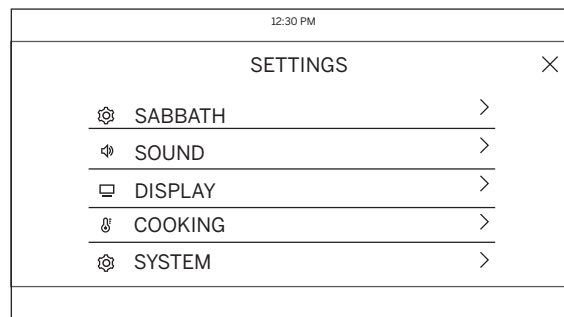 12:30 PM
SETTINGS
SABBATH
SOUND
DISPLAY
COOKING
SYSTEM